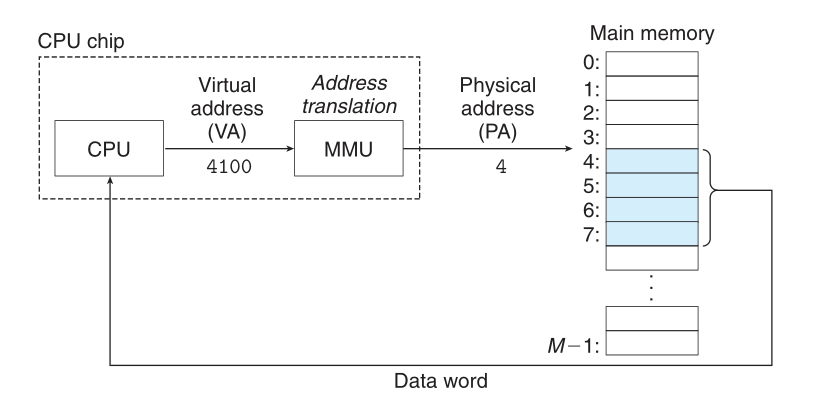 CPU chip
Virtual
address
(VA)
4100
Address
translation
Physical
address
(PA)
4
CPU
MMU
Main memory
0:
1:
2:
3:
4:
5:
6:
7:
M−1:
Data word